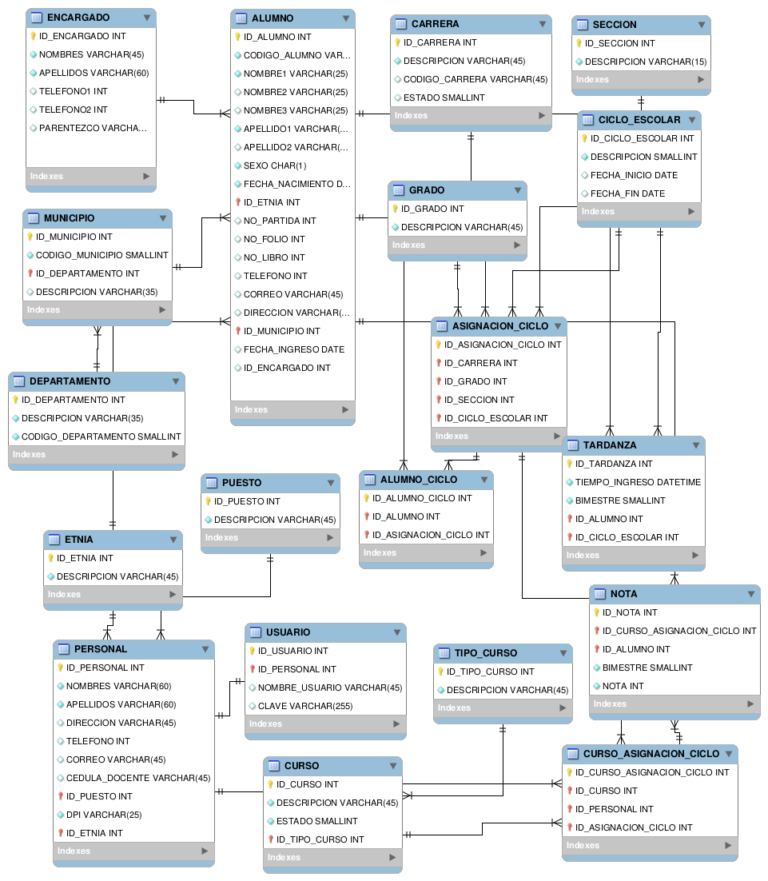 ENCARGADO
ID_ENCARGADO INT
NOMBRES VARCHAR(45)
APELLIDOS VARCHAR(60)
TELEFONO1 INT
TELEFONO2 INT
PARENTEZCO VARCHA...
Indexes
ALUMNO
ID_ALUMNO INT
CODIGO_ALUMNO VAR...
NOMBRE1 VARCHAR(25)
NOMBRE2 VARCHAR(25)
NOMBRE3 VARCHAR(25)
APELLIDO1 VARCHAR(...
APELLIDO2 VARCHAR(...
SEXO CHAR(1)
FECHA_NACIMIENTO D...
ID_ETNIA INT
NO_PARTIDA INT
NO_FOLIO INT
NO_LIBRO INT
TELEFONO INT
CORREO VARCHAR(45)
DIRECCION VARCHAR(...
ID_MUNICIPIO INT
FECHA_INGRESO DATE
ID_ENCARGADO INT
Indexes
CARRERA
ID_CARRERA INT
DESCRIPCION VARCHAR(45)
CODIGO_CARRERA VARCHAR(45)
ESTADO SMALLINT
Indexes
SECCION
ID_SECCION INT
DESCRIPCION VARCHAR(15)
Indexes
CICLO_ESCOLAR
ID_CICLO_ESCOLAR INT
DESCRIPCION SMALLINT
FECHA_INICIO DATE
FECHA_FIN DATE
Indexes
MUNICIPIO
ID_MUNICIPIO INT
CODIGO_MUNICIPIO SMALLINT
ID_DEPARTAMENTO INT
DESCRIPCION VARCHAR(35)
Indexes
GRADO
ID_GRADO INT
DESCRIPCION VARCHAR(45)
Indexes
ASIGNACION_CICLO
ID_ASIGNACION_CICLO INT
ID_CARRERA INT
ID_GRADO INT
ID_SECCION INT
ID_CICLO_ESCOLAR INT
Indexes
DEPARTAMENTO
ID_DEPARTAMENTO INT
DESCRIPCION VARCHAR(35)
CODIGO_DEPARTAMENTO SMALLINT
Indexes
TARDANZA
ID_TARDANZA INT
TIEMPO_INGRESO DATETIME
BIMESTRE SMALLINT
ID_ALUMNO INT
ID_CICLO_ESCOLAR INT
Indexes
PUESTO
ID_PUESTO INT
DESCRIPCION VARCHAR(45)
Indexes
ALUMNO_CICLO
ID_ALUMNO_CICLO INT
ID_ALUMNO INT
ID_ASIGNACION_CICLO INT
Indexes
ETNIA
ID_ETNIA INT
DESCRIPCION VARCHAR(45)
Indexes
NOTA
ID_NOTA INT
ID_CURSO_ASIGNACION_CICLO INT
ID_ALUMNO INT
BIMESTRE SMALLINT
NOTA INT
Indexes
PERSONAL
ID_PERSONAL INT
NOMBRES VARCHAR(60)
APELLIDOS VARCHAR(60)
DIRECCION VARCHAR(45)
TELEFONO INT
CORREO VARCHAR(45)
CEDULA_DOCENTE VARCHAR(45)
ID_PUESTO INT
DPI VARCHAR(25)
ID_ETNIA INT
Indexes
USUARIO
ID_USUARIO INT
ID_PERSONAL INT
NOMBRE_USUARIO VARCHAR(45)
CLAVE VARCHAR(255)
Indexes
TIPO_CURSO
ID_TIPO_CURSO INT
DESCRIPCION VARCHAR(45)
Indexes
CURSO
ID_CURSO INT
DESCRIPCION VARCHAR(45)
ESTADO SMALLINT
ID_TIPO_CURSO INT
Indexes
CURSO_ASIGNACION_CICLO
ID_CURSO_ASIGNACION_CICLO INT
ID_CURSO INT
ID_PERSONAL INT
ID_ASIGNACION_CICLO INT
Indexes